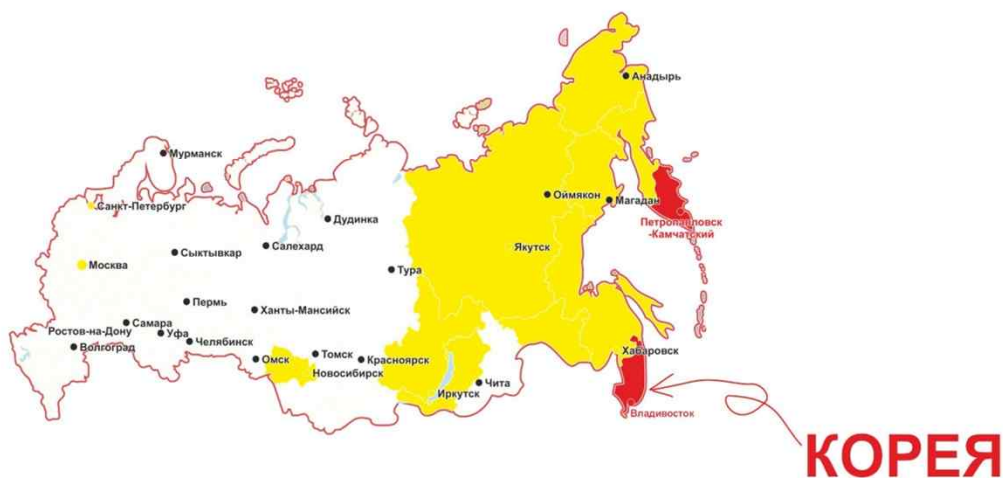 Анадырь
Мурманск
Оймякон
Магадан
Санкт-Петербург
Дудинка
Петропавловск
-Камчатский
Салехард
Якутск
Сыктывкар
Москва
Тура
Пермь
Ханты-Мансийск
Самара
Ростов-на-Дону
Уфа
Челябинск
Волгоград
Хабаровск
Томск
Омск
Красноярск
Новосибирск
Чита
Иркутск
Владивосток
КОРЕЯ